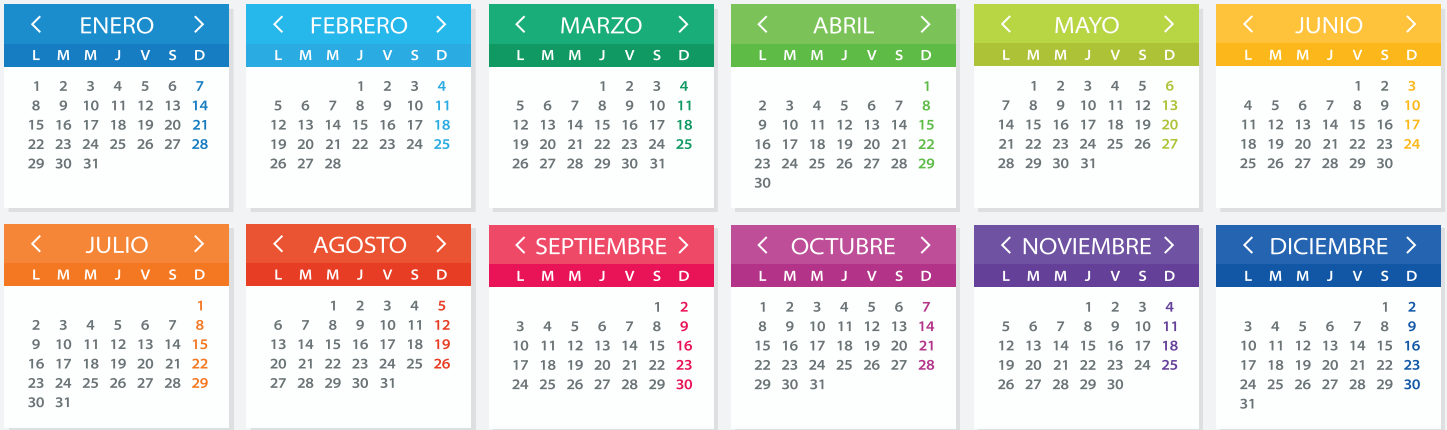 ENERO
L M M J V S D
1 2 3 4 5 6 7
8 9 10 11 12 13 14
15 16 17 18 19 20 21
22 23 24 25 26 27 28
29 30 31
FEBRERO
L M M J V S D
1 2 3 4
5 6 7 8 9 10 11
12 13 14 15 16 17 18
19 20 21 22 23 24 25
26 27 28
MARZO
L M M J V S D
1 2 3 4
5 6 7 8 9 10 11
12 13 14 15 16 17 18
19 20 21 22 23 24 25
26 27 28 29 30 31
ABRIL
L M M J V S D
1
2 3 4 5 6 7 8
9 10 11 12 13 14 15
16 17 18 19 20 21 22
23 24 25 26 27 28 29
30
MAYO
L M M J V S D
1 2 3 4 5 6
7 8 9 10 11 12 13
14 15 16 17 18 19 20
21 22 23 24 25 26 27
28 29 30 31
JUNIO
L M M J V S D
1 2 3
4 5 6 7 8 9 10
11 12 13 14 15 16 17
18 19 20 21 22 23 24
25 26 27 28 29 30
JULIO
L M M J V S D
1
2 3 4 5 6 7 8
9 10 11 12 13 14 15
16 17 18 19 20 21 22
23 24 25 26 27 28 29
30 31
AGOSTO
L M M J V S D
1 2 3 4 5
6 7 8 9 10 11 12
13 14 15 16 17 18 19
20 21 22 23 24 25 26
27 28 29 30 31
SEPTIEMBRE
L M M J V S D
1 2
3 4 5 6 7 8 9
10 11 12 13 14 15 16
17 18 19 20 21 22 23
24 25 26 27 28 29 30
OCTUBRE
L M M J V S D
1 2 3 4 5 6 7
8 9 10 11 12 13 14
15 16 17 18 19 20 21
22 23 24 25 26 27 28
29 30 31
NOVIEMBRE
L M M J V S D
1 2 3 4
5 6 7 8 9 10 11
12 13 14 15 16 17 18
19 20 21 22 23 24 25
26 27 28 29 30
DICIEMBRE
L M M J V S D
1 2
3 4 5 6 7 8 9
10 11 12 13 14 15 16
17 18 19 20 21 22 23
24 25 26 27 28 29 30
31